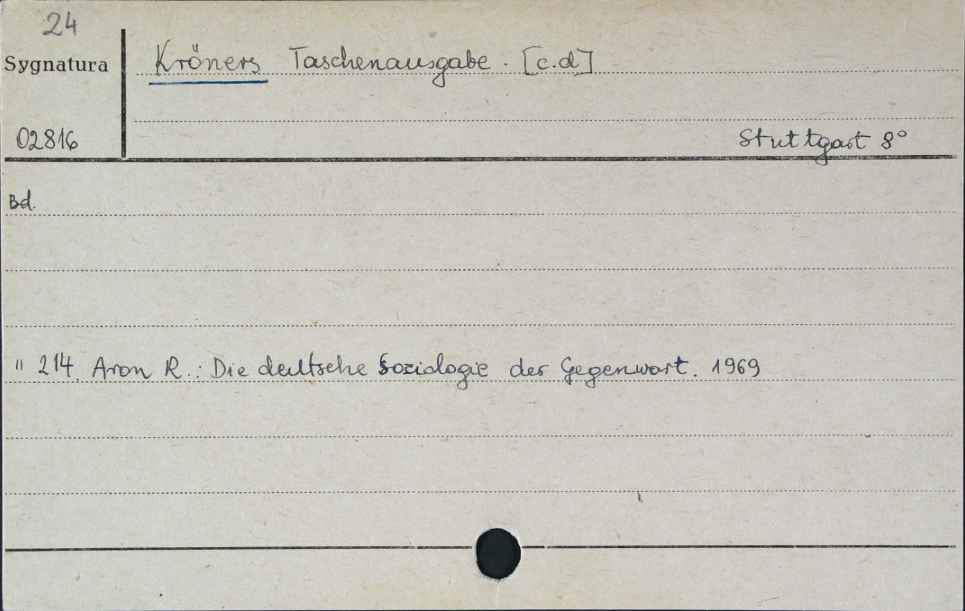 24
Sygnatura
Kröners Taschenausgabe. [c.d]
02816
Stuttgart 8°
Bd.
" 214. Aron R.: Die deutsche Soziologie der Gegenwart. 1969